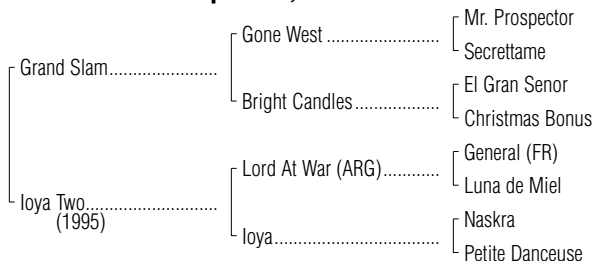 Mr. Prospector
Gone West
Secrettame
Grand Slam
El Gran Senor
Bright Candles
Christmas Bonus
General (FR)
Lord At War (ARG)
Luna de Miel
Ioya Two
(1995)
Naskra
Ioya
Petite Danceuse